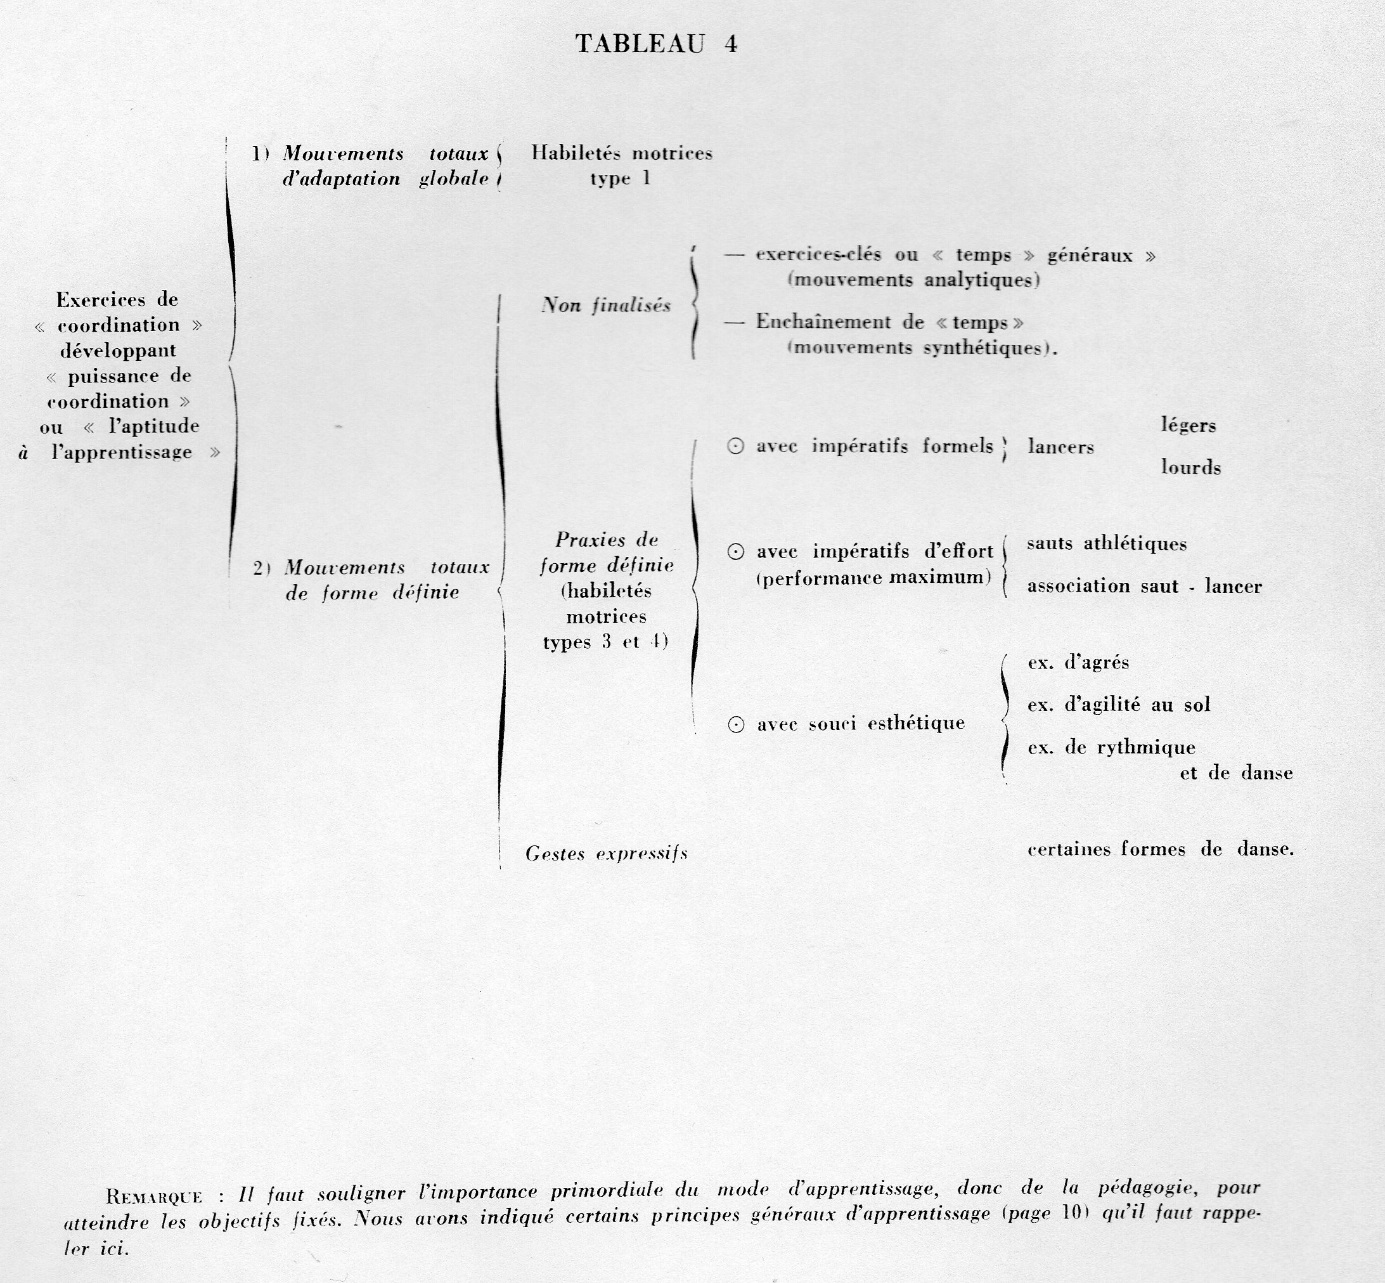 TABLEAU 4
1) Mouvements totaux
d'adaptation globale
Habiletés motrices
type 1
Exercices de
« coordination »
développant
« puissance de
coordination »
ou « l'aptitude
à l'apprentissage »
2) Mouvements totaux
de forme définie
Non finalisés
— exercices-clés ou « temps » généraux »
(mouvements analytiques)
— Enchaînement de « temps »
(mouvements synthétiques).
Praxies de
forme définie
(habiletés
motrices
types 3 et 4)
⊙ avec impératifs formels
lancers
légers
lourds
⊙ avec impératifs d'effort
(performance maximum)
sauts athlétiques
association saut - lancer
⊙ avec souci esthétique
ex. d'agrés
ex. d'agilité au sol
ex. de rythmique
et de danse
Gestes expressifs
certaines formes de danse.
REMARQUE : Il faut souligner l'importance primordiale du mode d'apprentissage, donc de la pédagogie, pour
atteindre les objectifs fixés. Nous avons indiqué certains principes généraux d'apprentissage (page 10) qu'il faut rappe-
ler ici.